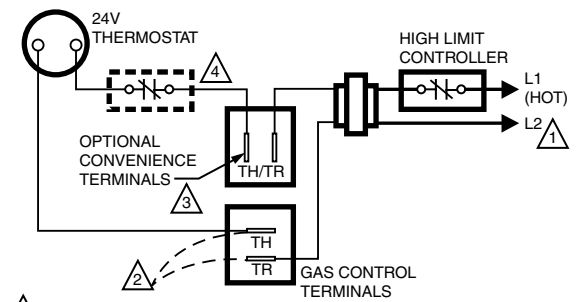 24V
THERMOSTAT
4
HIGH LIMIT
CONTROLLER
L1
(HOT)
L2
1
OPTIONAL
CONVENIENCE
TERMINALS
3
TH/TR
TH
TR
2
GAS CONTROL
TERMINALS